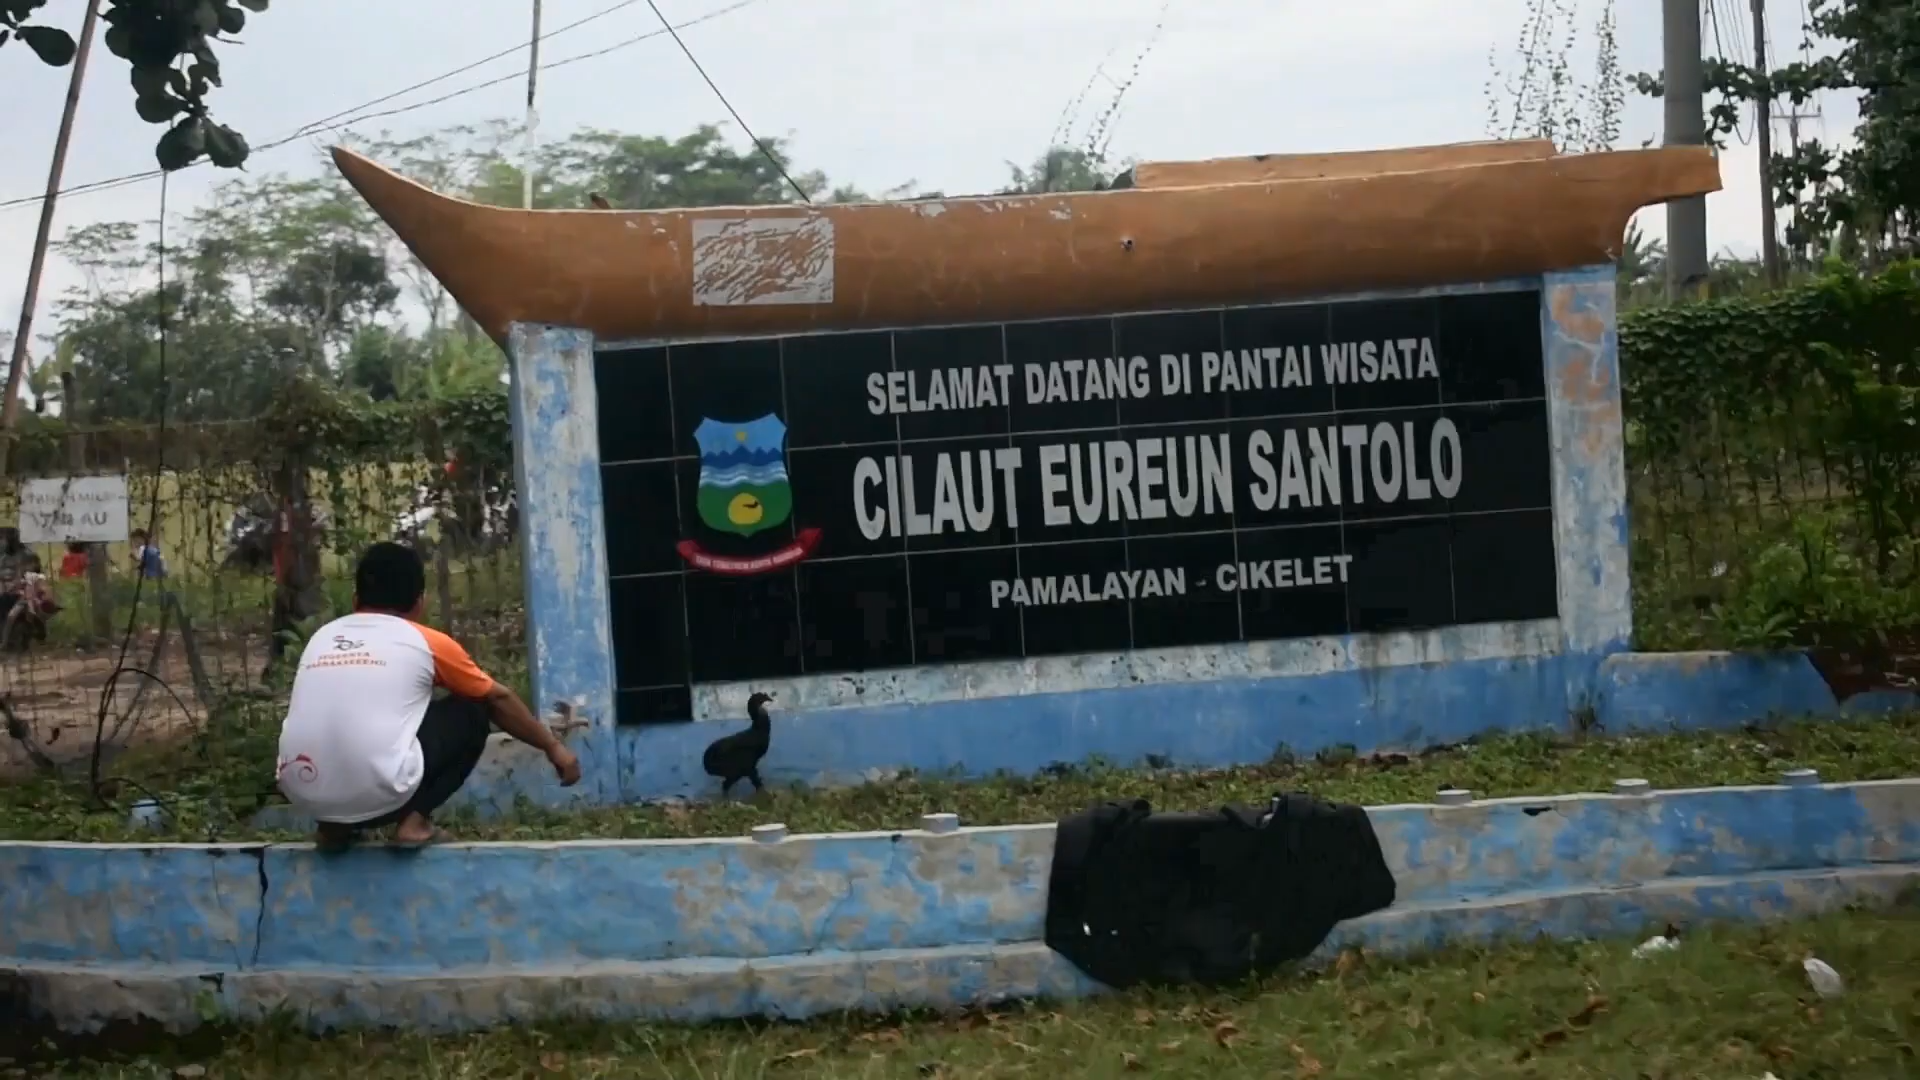 SELAMAT DATANG DI PANTAI WISATA
CILAUT EUREUN SANTOLO
PAMALAYAN - CIKELET